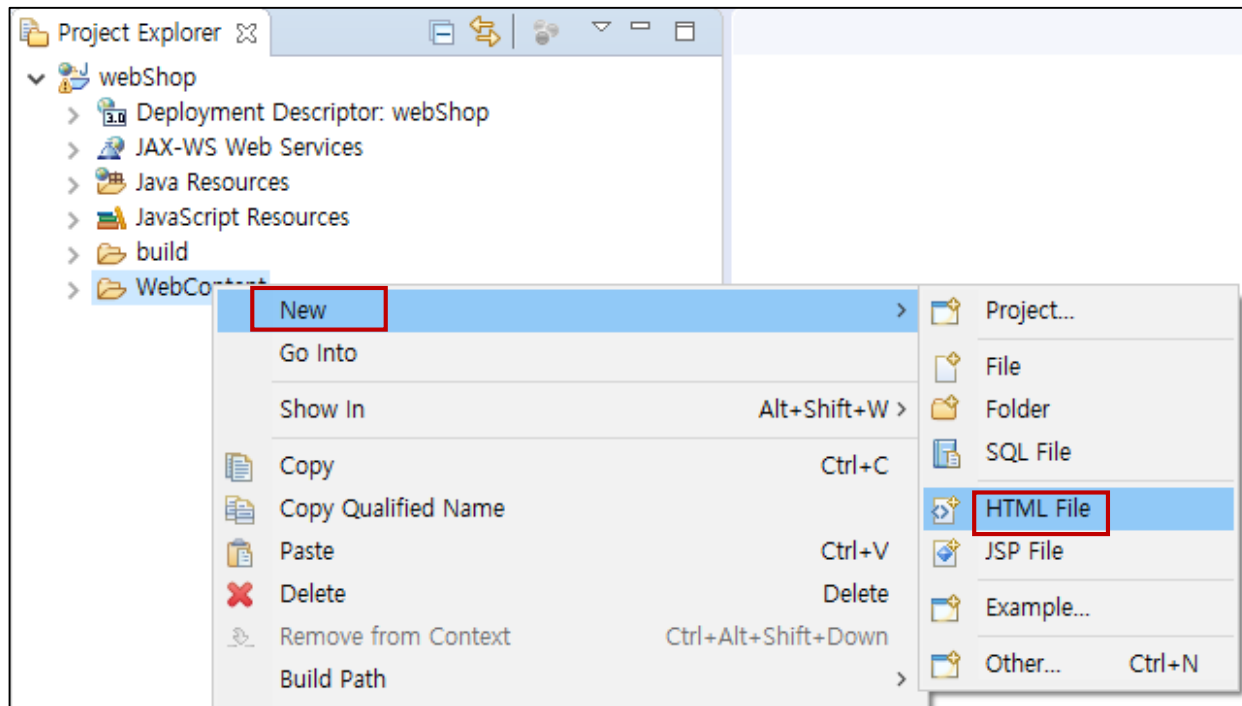 Project Explorer
webShop
3.0 Deployment Descriptor: webShop
JAX-WS Web Services
Java Resources
JavaScript Resources
build
WebContent
New
Go Into
Show In Alt+Shift+W
Copy Ctrl+C
Copy Qualified Name
Paste Ctrl+V
Delete Delete
Remove from Context Ctrl+Alt+Shift+Down
Build Path
Project...
File
Folder
SQL File
HTML File
JSP File
Example...
Other... Ctrl+N